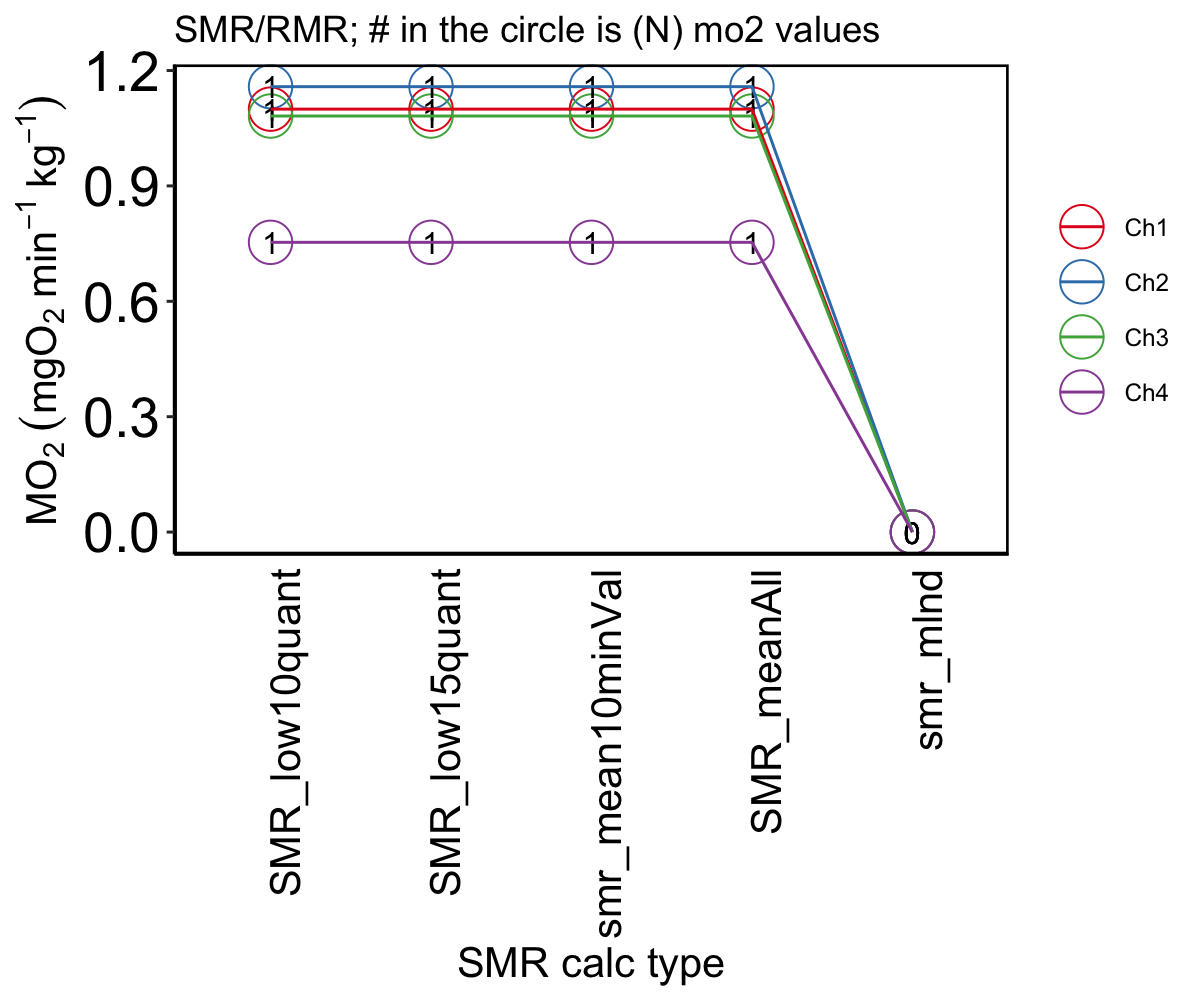 SMR/RMR; # in the circle is (N) mo2 values
MO₂ (mgO₂ min⁻¹ kg⁻¹)
1.2
0.9
0.6
0.3
0.0
1 1 1 1
1 1 1 1
1 1 1 1
1 1 1 1
0
Ch1
Ch2
Ch3
Ch4
SMR_low10quant
SMR_low15quant
smr_mean10minVal
SMR_meanAll
smr_mlnd
SMR calc type